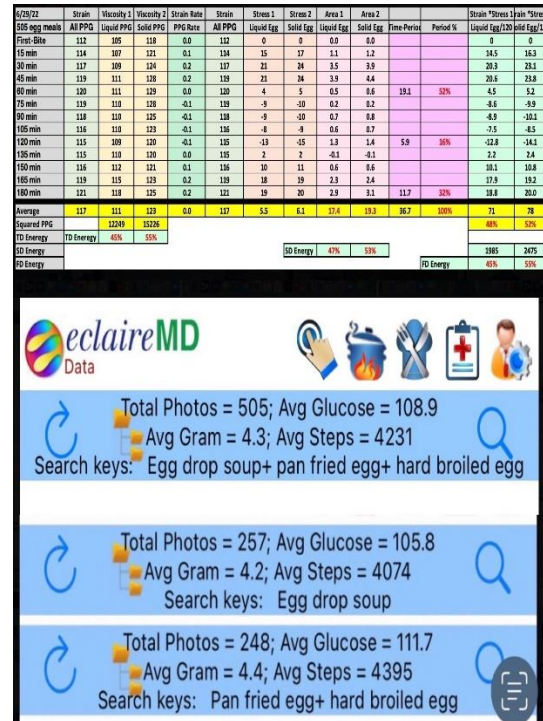 6/29/22 Strain Viscosity 1 Viscosity 2 Strain Rate Strain Stress 1 Stress 2 Area 1 Area 2 Strain *Stress 1
505 egg meals All PPG Liquid PPG Solid PPG PPG Rate All PPG Liquid Egg Solid Egg Liquid Egg Solid Egg Time-Period Period % Liquid Egg/120
First-Bite 112 105 118 0.0 112 0 0 0.0 0.0 0 0
15 min 114 107 121 0.1 114 15 17 1.1 1.2 14.5 16.3
30 min 117 109 124 0.2 117 21 24 3.5 3.9 20.3 23.1
45 min 119 111 128 0.2 119 21 24 3.9 4.4 20.6 23.8
60 min 120 111 129 0.0 120 4 5 0.5 0.6 19.1 52% 4.5 5.2
75 min 119 110 128 -0.1 119 -9 -10 0.2 0.2 -8.6 -9.9
90 min 118 110 125 -0.1 118 -9 -10 0.7 0.8 -8.9 -10.1
105 min 116 110 123 -0.1 116 -8 -9 0.6 0.7 -7.5 -8.5
120 min 115 109 120 -0.1 115 -13 -15 1.3 1.4 5.9 16% -12.8 -14.1
135 min 115 110 120 0.0 115 2 2 -0.1 -0.1 2.2 2.4
150 min 116 112 121 0.1 116 10 11 0.6 0.6 10.1 10.8
165 min 119 115 123 0.2 119 18 19 2.3 2.4 17.9 19.2
180 min 121 118 125 0.2 121 19 20 2.9 3.1 11.7 32% 18.8 20.0
Average 117 111 123 0.0 117 5.5 6.1 17.4 19.3 36.7 100% 71 78
Squared PPG 12249 15226 48% 52%
TD Eneregy TD Eneregy 45% 55%
SD Energy SD Energy 47% 53% 1985 2475
FD Energy FD Energy 45% 55%
eclaireMD
Data
Total Photos = 505; Avg Glucose = 108.9
Avg Gram = 4.3; Avg Steps = 4231
Search keys: Egg drop soup+ pan fried egg+ hard broiled egg
Total Photos = 257; Avg Glucose = 105.8
Avg Gram = 4.2; Avg Steps = 4074
Search keys: Egg drop soup
Total Photos = 248; Avg Glucose = 111.7
Avg Gram = 4.4; Avg Steps = 4395
Search keys: Pan fried egg+ hard broiled egg